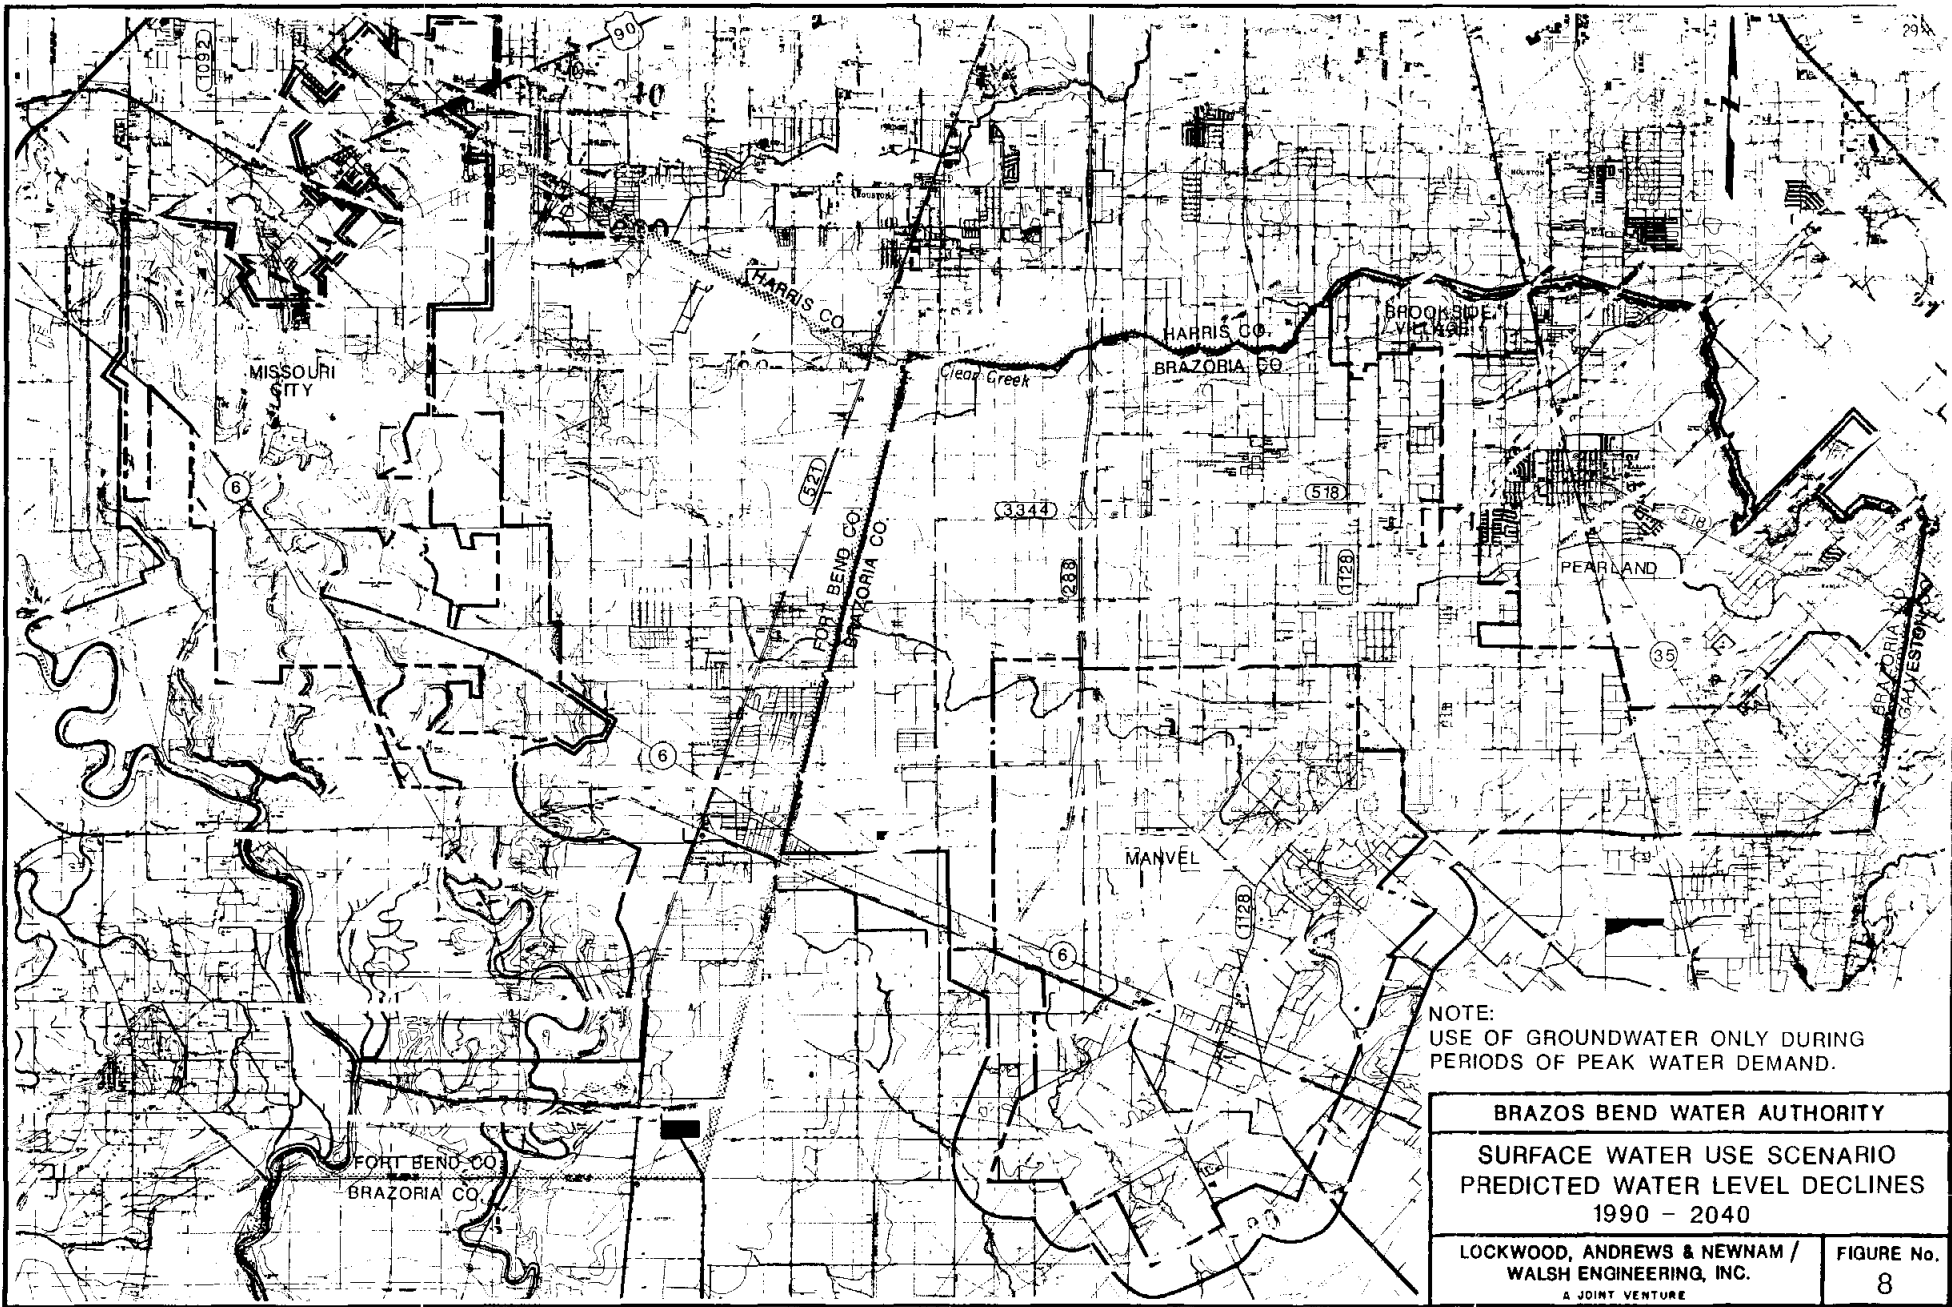 90
1092
HOUSTON
HOUSTON
HARRIS CO.
HARRIS CO.
BRAZORIA CO.
BROOKSIDE
VILLAGE
Clear Creek
MISSOURI
CITY
6
521
518
3344
FORT BEND CO.
BRAZORIA CO.
288
1128
518
PEARLAND
35
BRAZORIA CO.
GALVESTON
6
MANVEL
1128
6
NOTE:
USE OF GROUNDWATER ONLY DURING
PERIODS OF PEAK WATER DEMAND.
FORT BEND CO.
BRAZORIA CO.
BRAZOS BEND WATER AUTHORITY
SURFACE WATER USE SCENARIO
PREDICTED WATER LEVEL DECLINES
1990 - 2040
LOCKWOOD, ANDREWS & NEWNAM /
WALSH ENGINEERING, INC.
A JOINT VENTURE
FIGURE No.
8